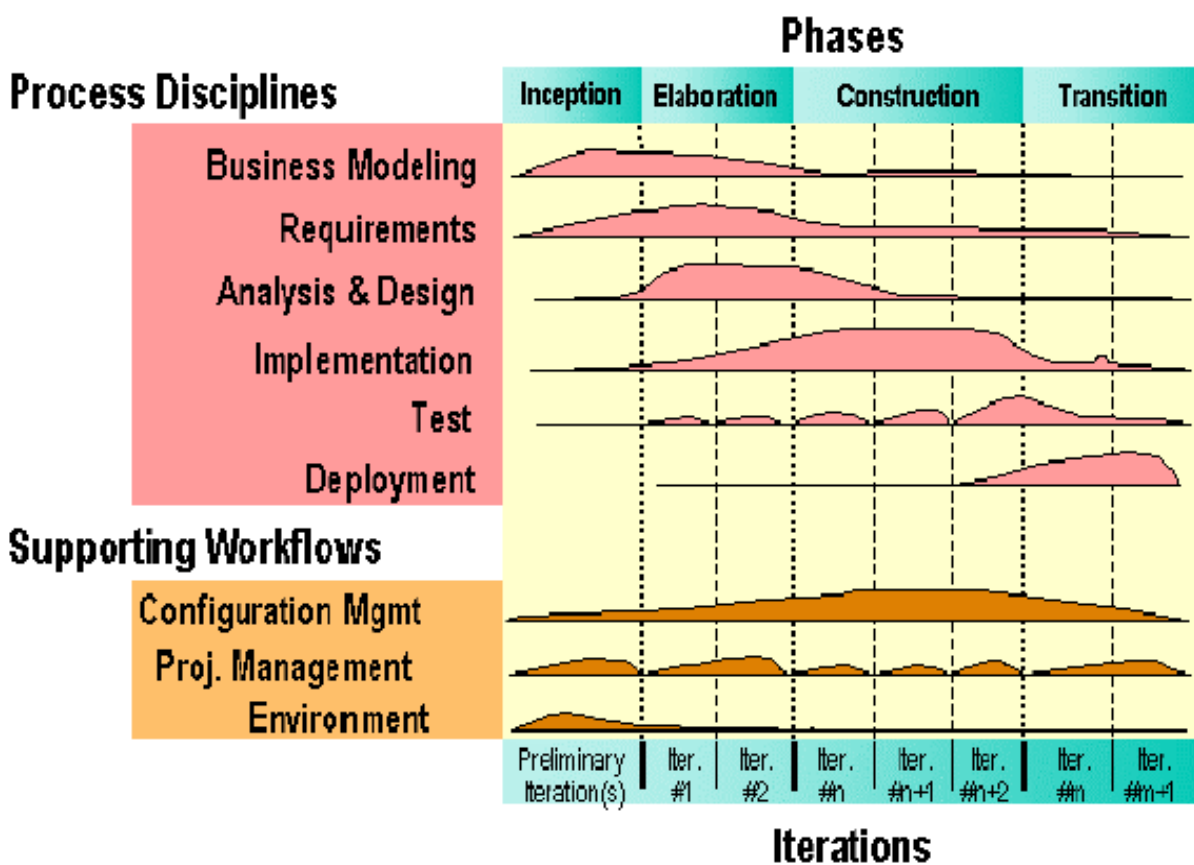 Phases
Process Disciplines
Inception Elaboration Construction Transition
Business Modeling
Requirements
Analysis & Design
Implementation
Test
Deployment
Supporting Workflows
Configuration Mgmt
Proj. Management
Environment
Preliminary Iter. Iter. Iter. Iter. Iter. Iter. Iter.
Iteration(s) #1 #2 #n #n+1 #n+2 #m #m+1
Iterations